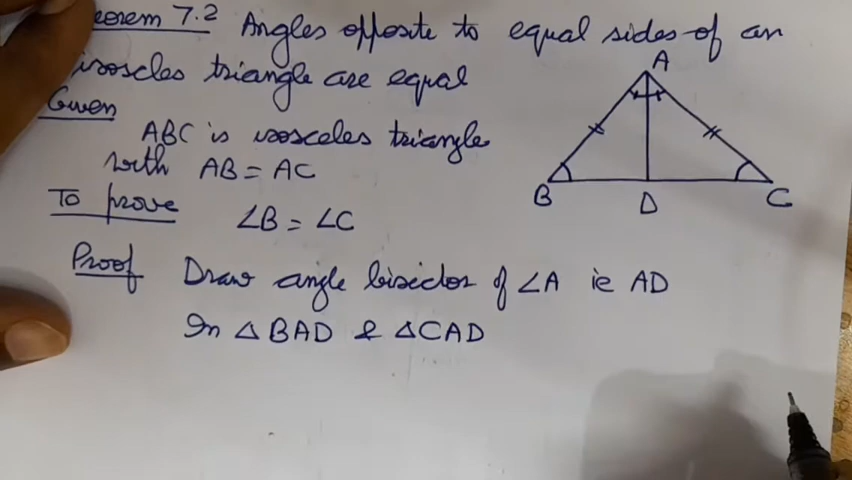 eorem 7.2 Angles opposite to equal sides of an
isoscles triangle are equal
Given
ABC is isosceles triangle
with AB = AC
To prove
∠B = ∠C
Proof Draw angle bisector of ∠A ie AD
In △BAD & △CAD
A
B
D
C